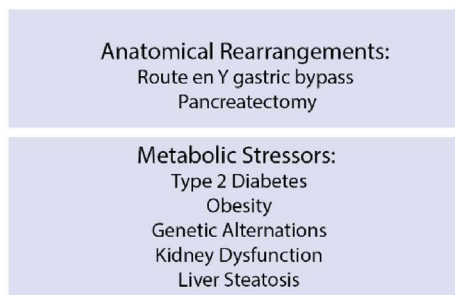 Anatomical Rearrangements:
Route en Y gastric bypass
Pancreatectomy
Metabolic Stressors:
Type 2 Diabetes
Obesity
Genetic Alternations
Kidney Dysfunction
Liver Steatosis